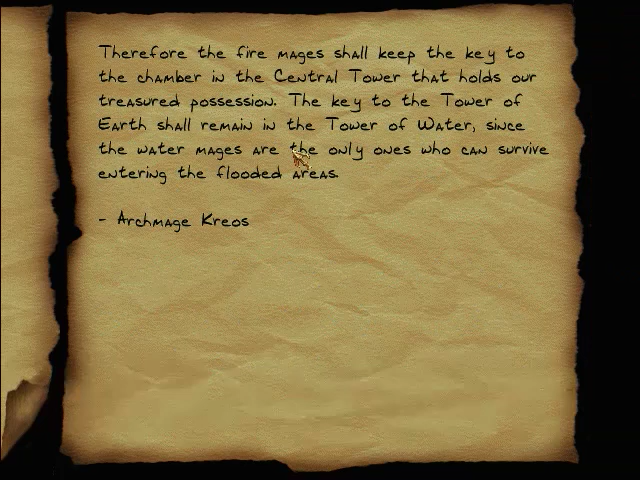 Therefore the fire mages shall keep the key to
the chamber in the Central Tower that holds our
treasured possession. The key to the Tower of
Earth shall remain in the Tower of Water, since
the water mages are the only ones who can survive
entering the flooded areas.
- Archmage Kreos